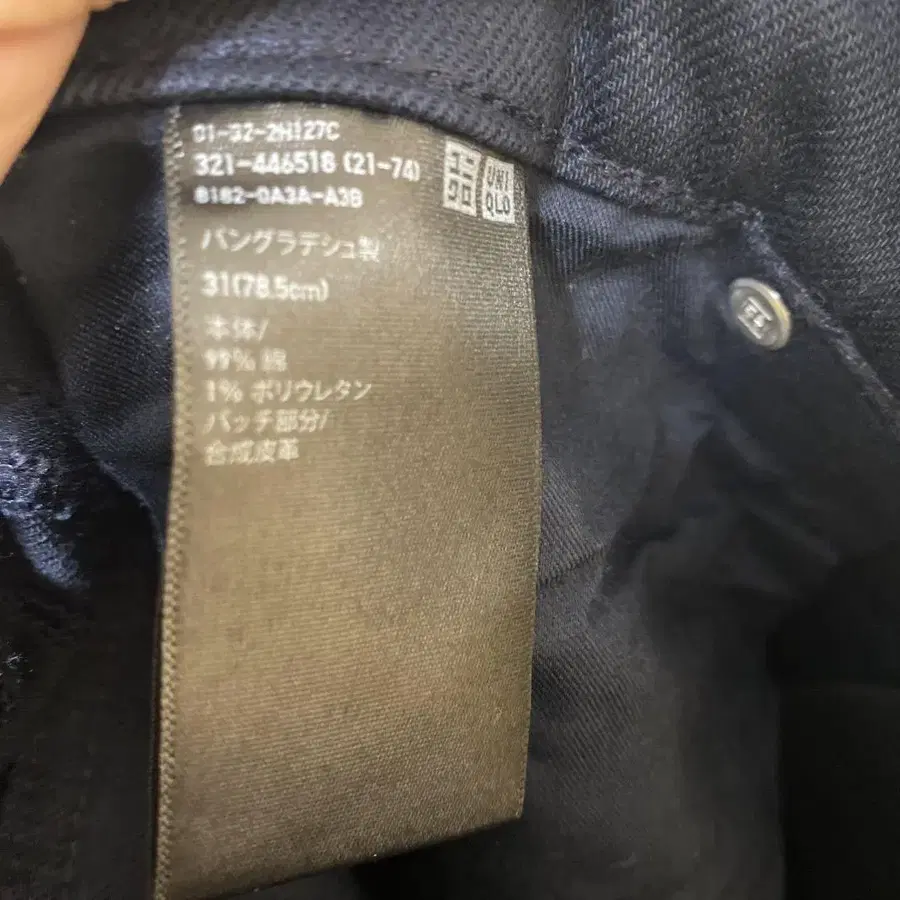 01-32-2H127C
321-446518 (21-74)
8182-0A3A-A3B
ユニ
クロ
UNI
QLO
バングラデシュ製
31(78.5cm)
本体/
99% 綿
1% ポリウレタン
パッチ部分/
合成皮革